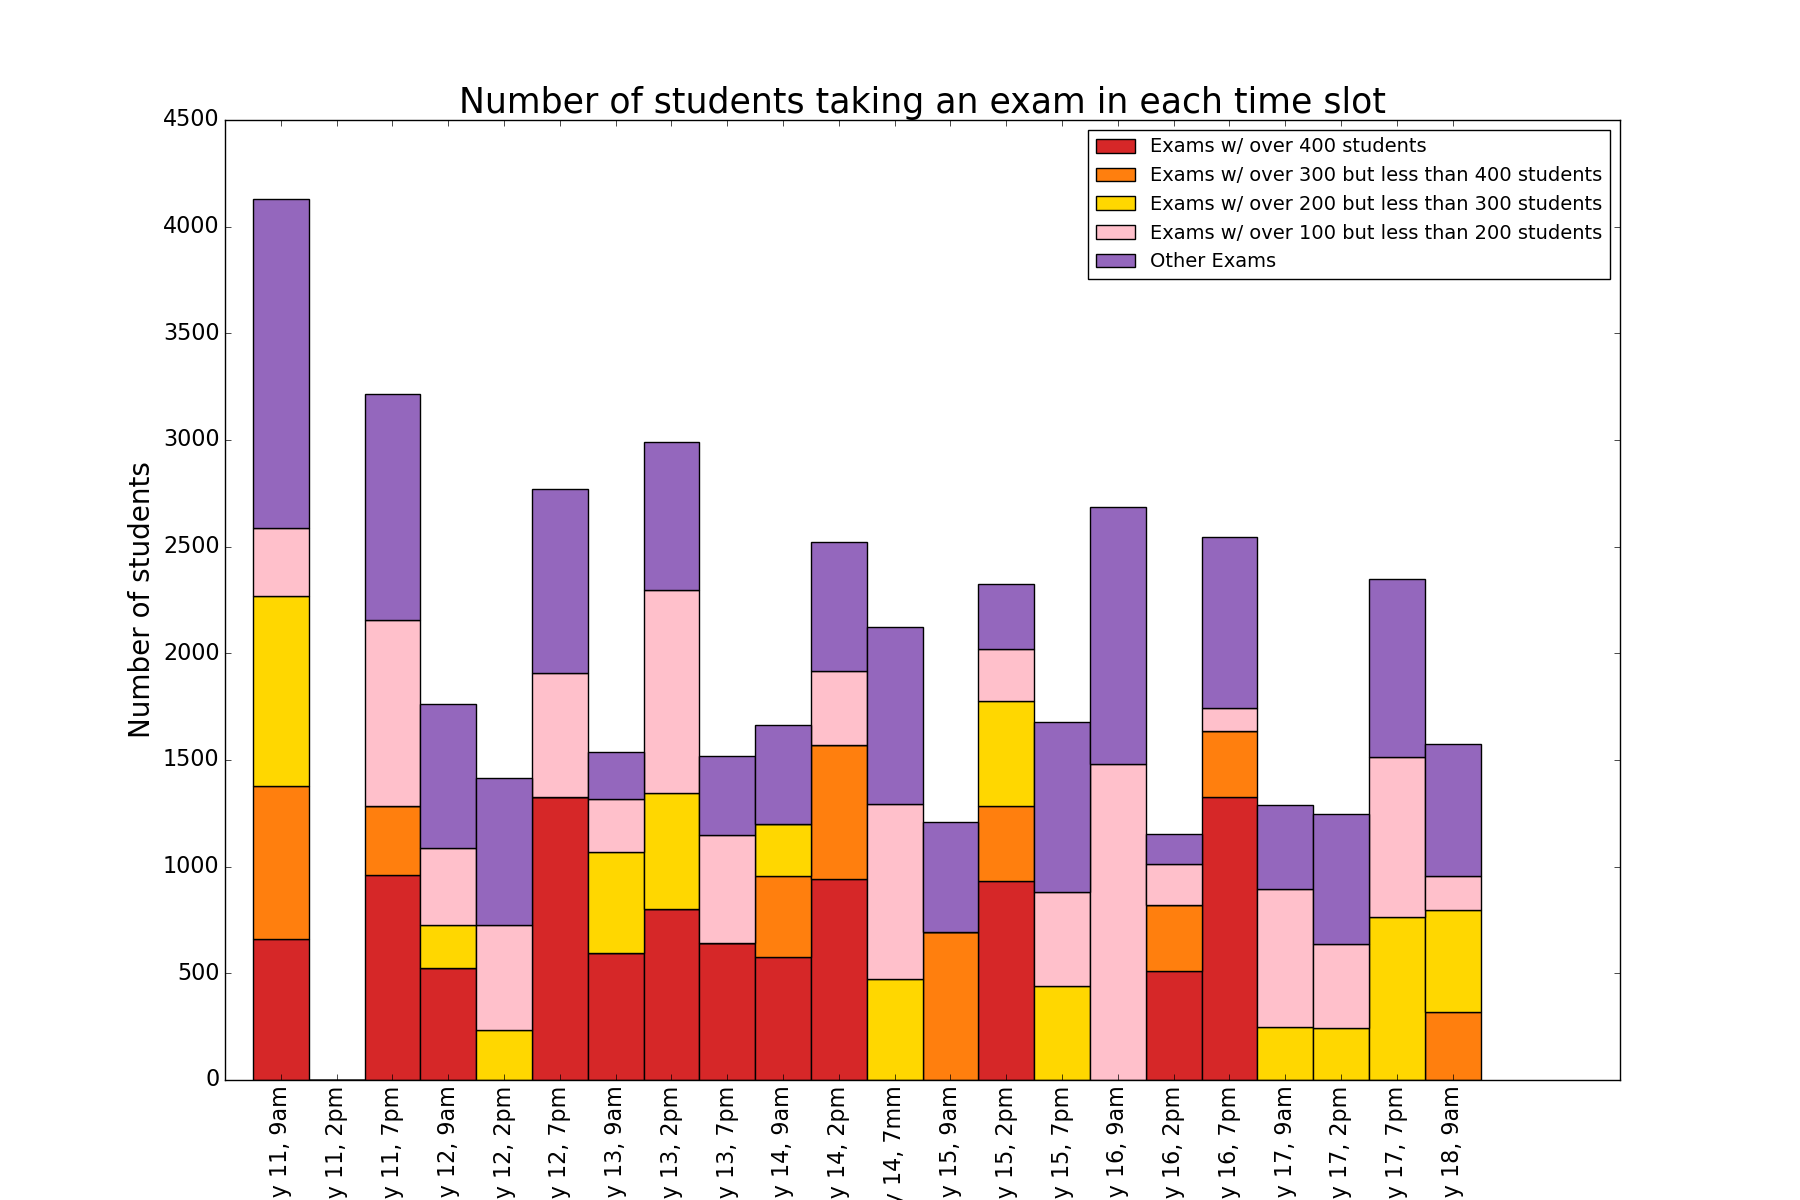 Number of students taking an exam in each time slot
Exams w/ over 400 students
Exams w/ over 300 but less than 400 students
Exams w/ over 200 but less than 300 students
Exams w/ over 100 but less than 200 students
Other Exams
Number of students
4500
4000
3500
3000
2500
2000
1500
1000
500
0
y 11, 9am
y 11, 2pm
y 11, 7pm
y 12, 9am
y 12, 2pm
y 12, 7pm
y 13, 9am
y 13, 2pm
y 13, 7pm
y 14, 9am
y 14, 2pm
y 14, 7mm
y 15, 9am
y 15, 2pm
y 15, 7pm
y 16, 9am
y 16, 2pm
y 16, 7pm
y 17, 9am
y 17, 2pm
y 17, 7pm
y 18, 9am